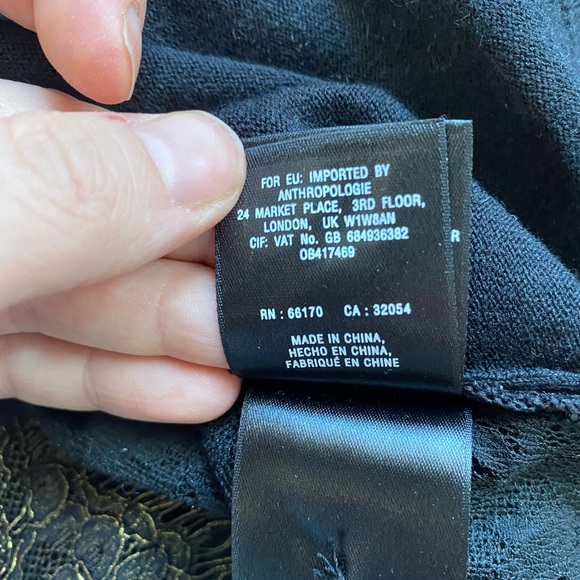 FOR EU: IMPORTED BY
ANTHROPOLOGIE
24 MARKET PLACE, 3RD FLOOR,
LONDON, UK W1W8AN
CIF: VAT No. GB 684936382
OB417469
R
RN : 66170 CA : 32054
MADE IN CHINA,
HECHO EN CHINA,
FABRIQUÉ EN CHINE